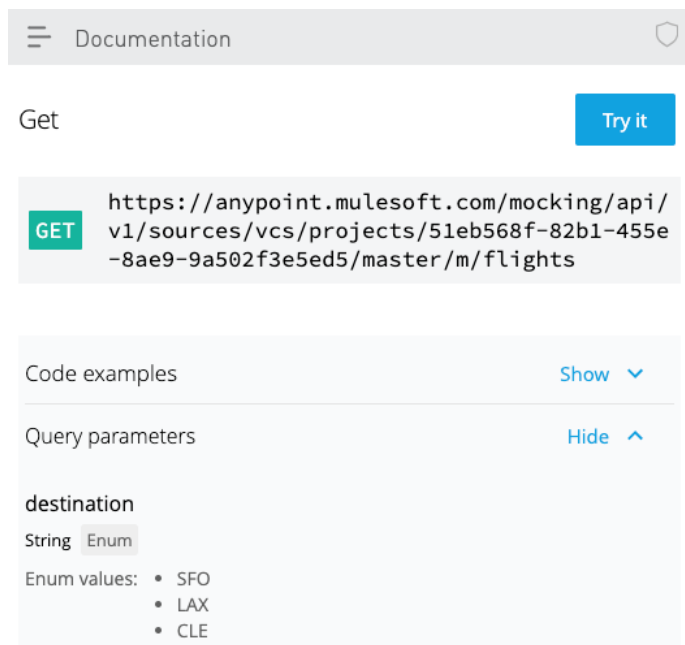 Documentation
Get
Try it
GET
https://anypoint.mulesoft.com/mocking/api/
v1/sources/vcs/projects/51eb568f-82b1-455e
-8ae9-9a502f3e5ed5/master/m/flights
Code examples
Show
Query parameters
Hide
destination
String Enum
Enum values: • SFO
• LAX
• CLE